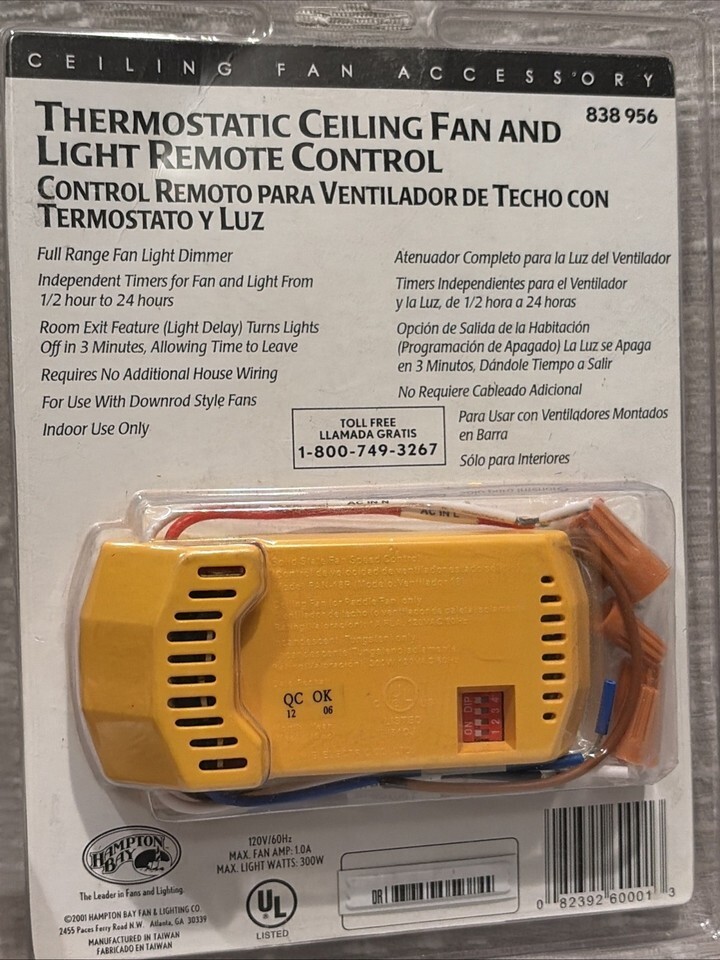 CEILING FAN ACCESSORY
838 956
THERMOSTATIC CEILING FAN AND
LIGHT REMOTE CONTROL
CONTROL REMOTO PARA VENTILADOR DE TECHO CON
TERMOSTATO Y LUZ
Full Range Fan Light Dimmer
Independent Timers for Fan and Light From
1/2 hour to 24 hours
Room Exit Feature (Light Delay) Turns Lights
Off in 3 Minutes, Allowing Time to Leave
Requires No Additional House Wiring
For Use With Downrod Style Fans
Indoor Use Only
Atenuador Completo para la Luz del Ventilador
Timers Independientes para el Ventilador
y la Luz, de 1/2 hora a 24 horas
Opción de Salida de la Habitación
(Programación de Apagado) La Luz se Apaga
en 3 Minutos, Dándole Tiempo a Salir
No Requiere Cableado Adicional
Para Usar con Ventiladores Montados
en Barra
Sólo para Interiores
TOLL FREE
LLAMADA GRATIS
1-800-749-3267
AC IN N
AC IN L
QC OK
12 06
ON DIP
1 2 3 4
UL
HAMPTON
BAY
The Leader in Fans and Lighting
©2001 HAMPTON BAY FAN & LIGHTING CO.
2455 Paces Ferry Road N.W. Atlanta, GA 30339
MANUFACTURED IN TAIWAN
FABRICADO EN TAIWAN
120V/60Hz
MAX. FAN AMP: 1.0A
MAX. LIGHT WATTS: 300W
UL
LISTED
DR
0 82392 60001 3